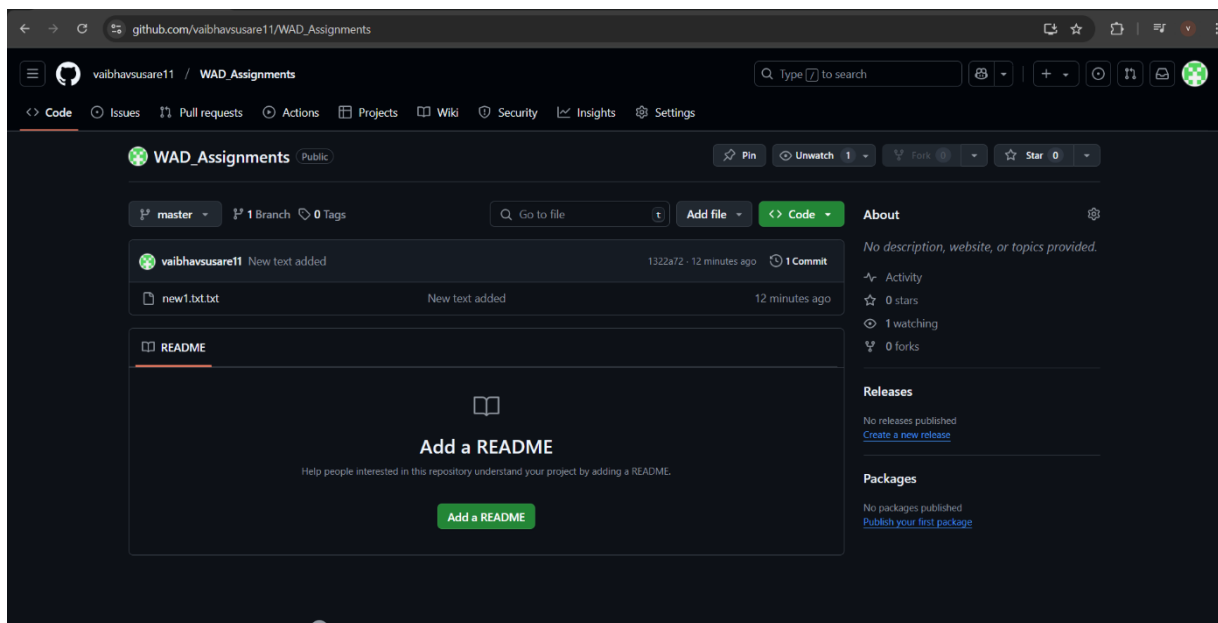 github.com/vaibhavsusare11/WAD_Assignments
vaibhavsusare11 / WAD_Assignments
Type / to search
Code Issues Pull requests Actions Projects Wiki Security Insights Settings
WAD_Assignments Public
Pin Unwatch 1 Fork 0 Star 0
master 1 Branch 0 Tags Go to file t Add file Code
vaibhavsusare11 New text added 1322a72 · 12 minutes ago 1 Commit
new1.txt.txt New text added 12 minutes ago
README
Add a README
Help people interested in this repository understand your project by adding a README.
Add a README
About
No description, website, or topics provided.
Activity
0 stars
1 watching
0 forks
Releases
No releases published
Create a new release
Packages
No packages published
Publish your first package